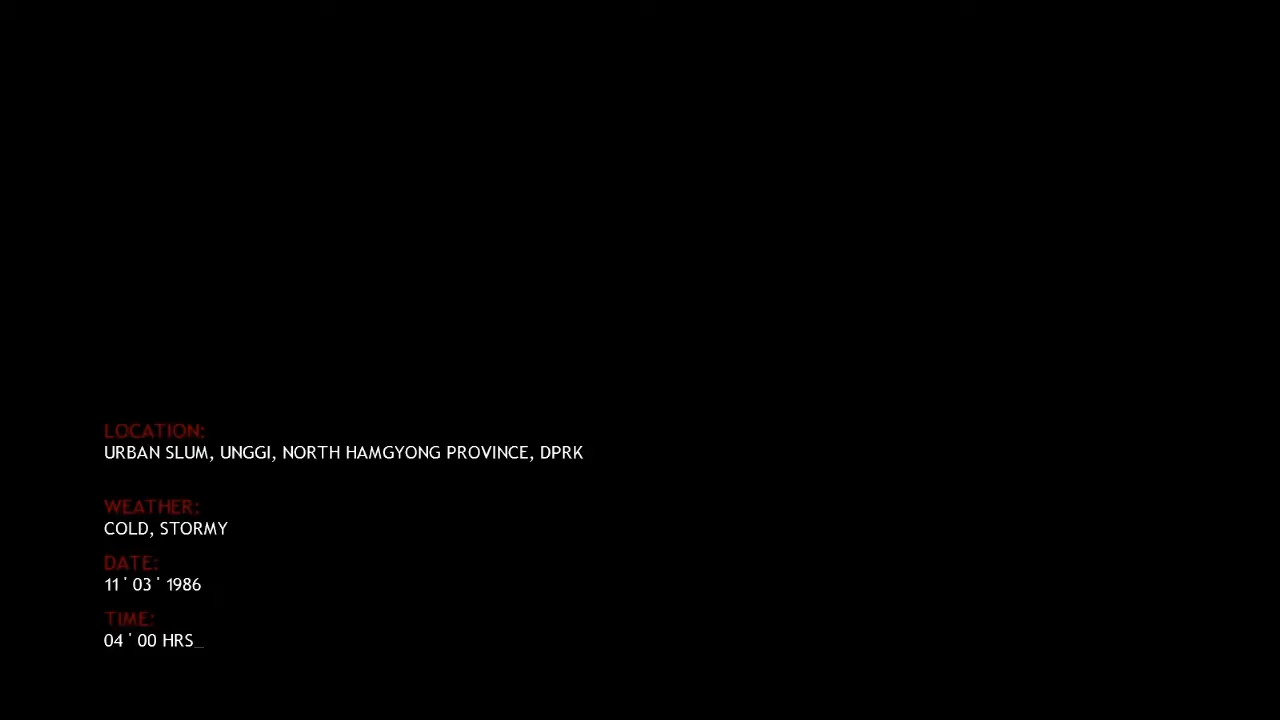 LOCATION:
URBAN SLUM, UNGGI, NORTH HAMGYONG PROVINCE, DPRK
WEATHER:
COLD, STORMY
DATE:
11 ' 03 ' 1986
TIME:
04 ' 00 HRS_